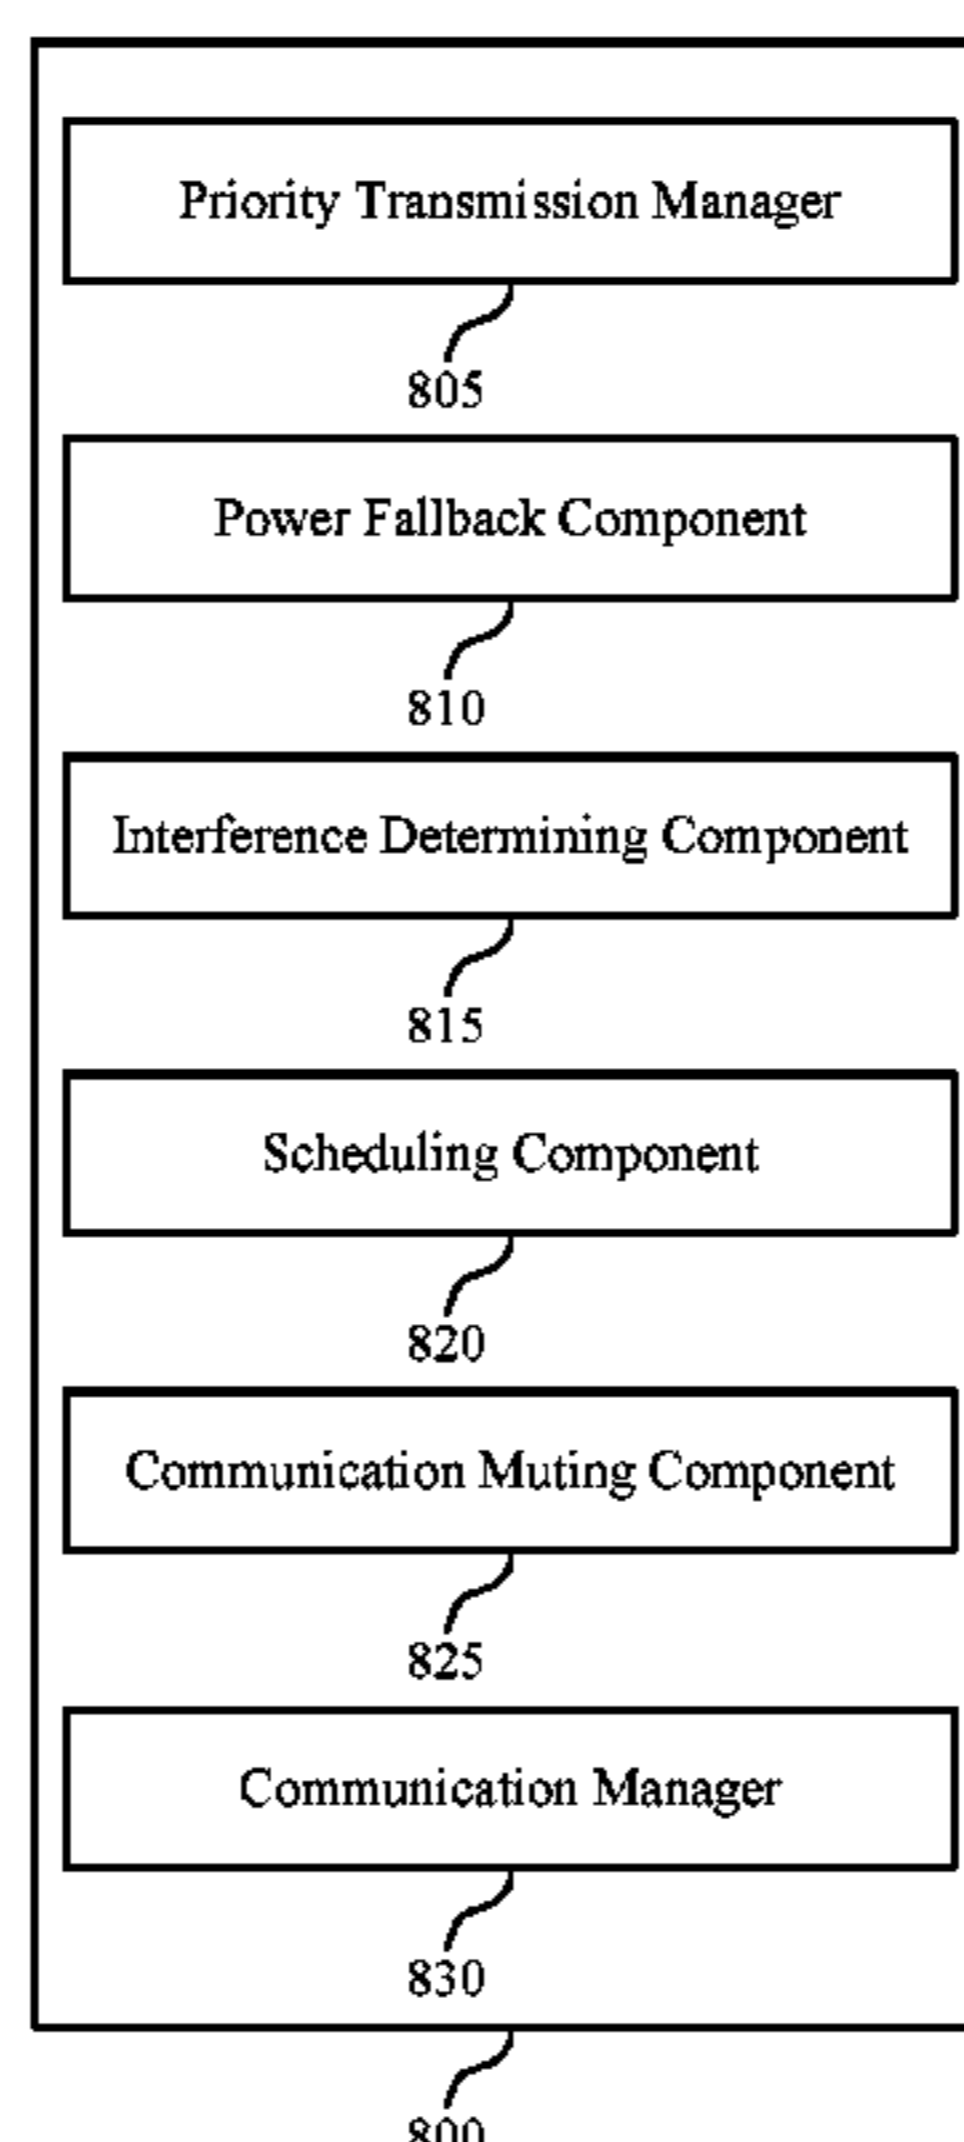 Priority Transmission Manager
805
Power Fallback Component
810
Interference Determining Component
815
Scheduling Component
820
Communication Muting Component
825
Communication Manager
830
800